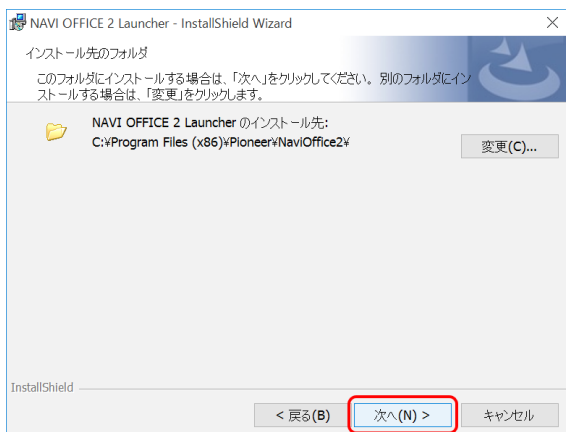 NAVI OFFICE 2 Launcher - InstallShield Wizard
インストール先のフォルダ
このフォルダにインストールする場合は、「次へ」をクリックしてください。別のフォルダにイン
ストールする場合は、「変更」をクリックします。
NAVI OFFICE 2 Launcher のインストール先:
C:¥Program Files (x86)¥Pioneer¥NaviOffice2¥
変更(C)...
InstallShield
< 戻る(B)
次へ(N) >
キャンセル